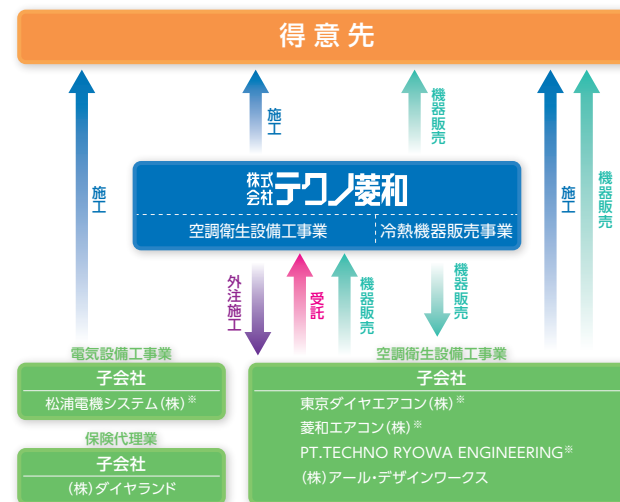 得意先
施工
施工
機器販売
施工
機器販売
株式会社テクノ菱和
空調衛生設備工事業
冷熱機器販売事業
外注施工
受託
機器販売
機器販売
電気設備工事業
子会社
松浦電機システム(株)※
保険代理業
子会社
(株)ダイヤランド
空調衛生設備工事業
子会社
東京ダイヤエアコン(株)※
菱和エアコン(株)※
PT.TECHNO RYOWA ENGINEERING※
(株)アール・デザインワークス